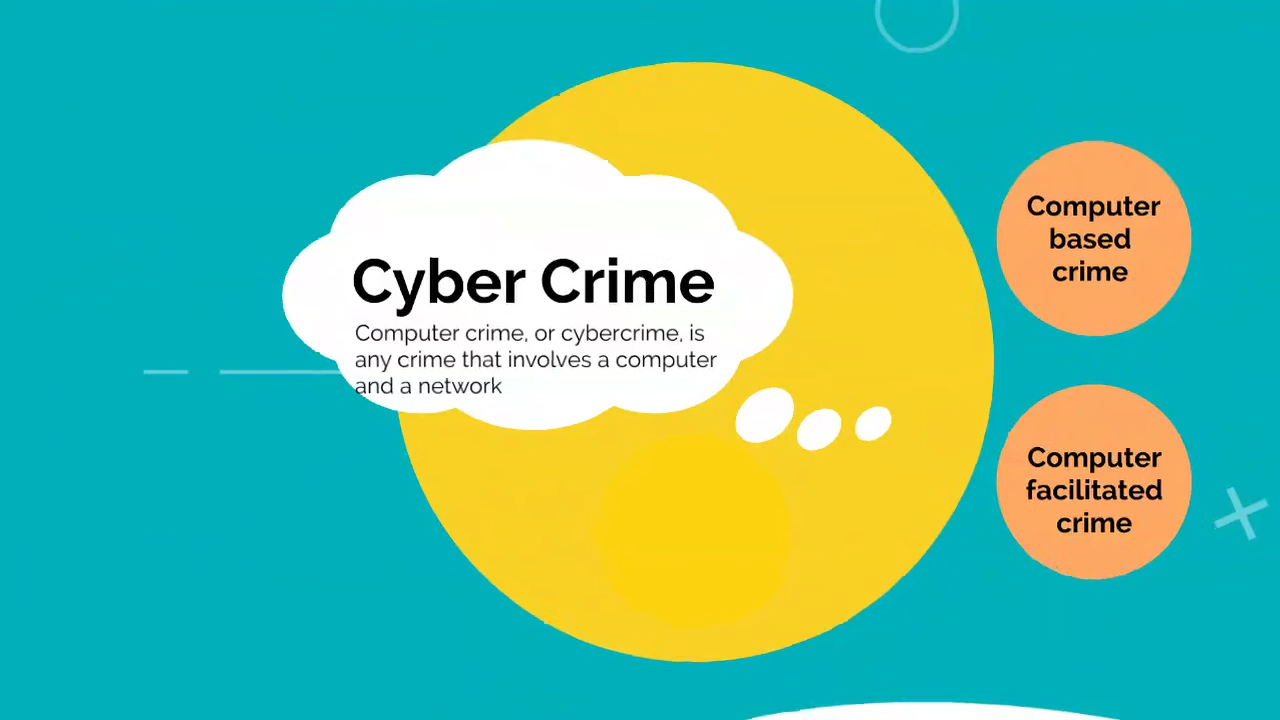 Cyber Crime
Computer crime, or cybercrime, is
any crime that involves a computer
and a network
Computer
based
crime
Computer
facilitated
crime